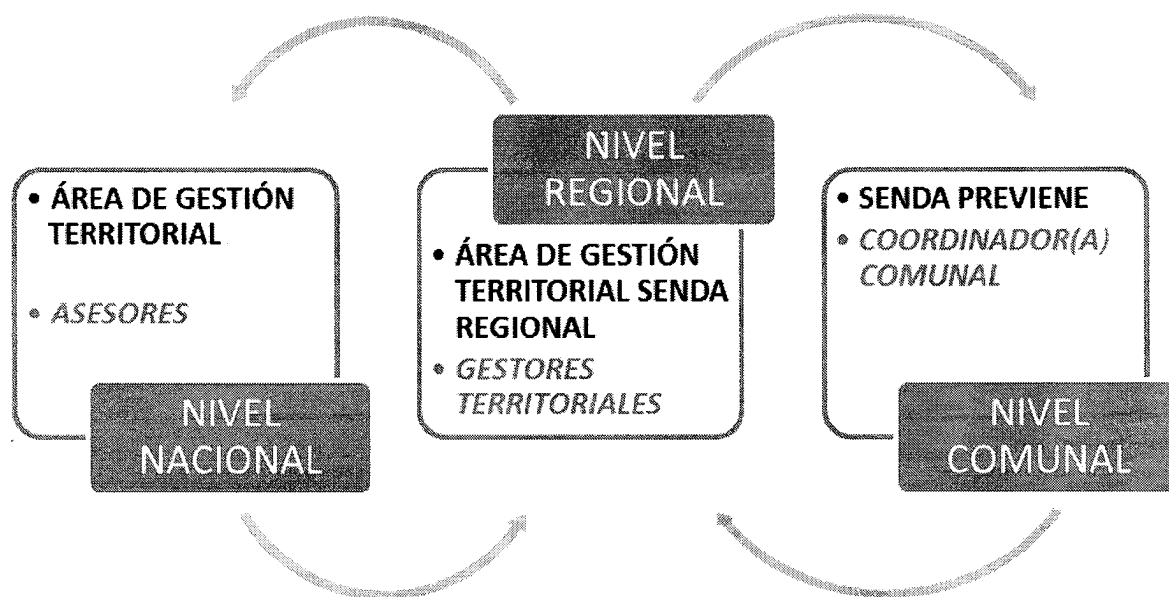 • ÁREA DE GESTIÓN
TERRITORIAL
• ASESORES
NIVEL
NACIONAL
NIVEL
REGIONAL
• ÁREA DE GESTIÓN
TERRITORIAL SENDA
REGIONAL
• GESTORES
TERRITORIALES
• SENDA PREVIENE
• COORDINADOR(A)
COMUNAL
NIVEL
COMUNAL